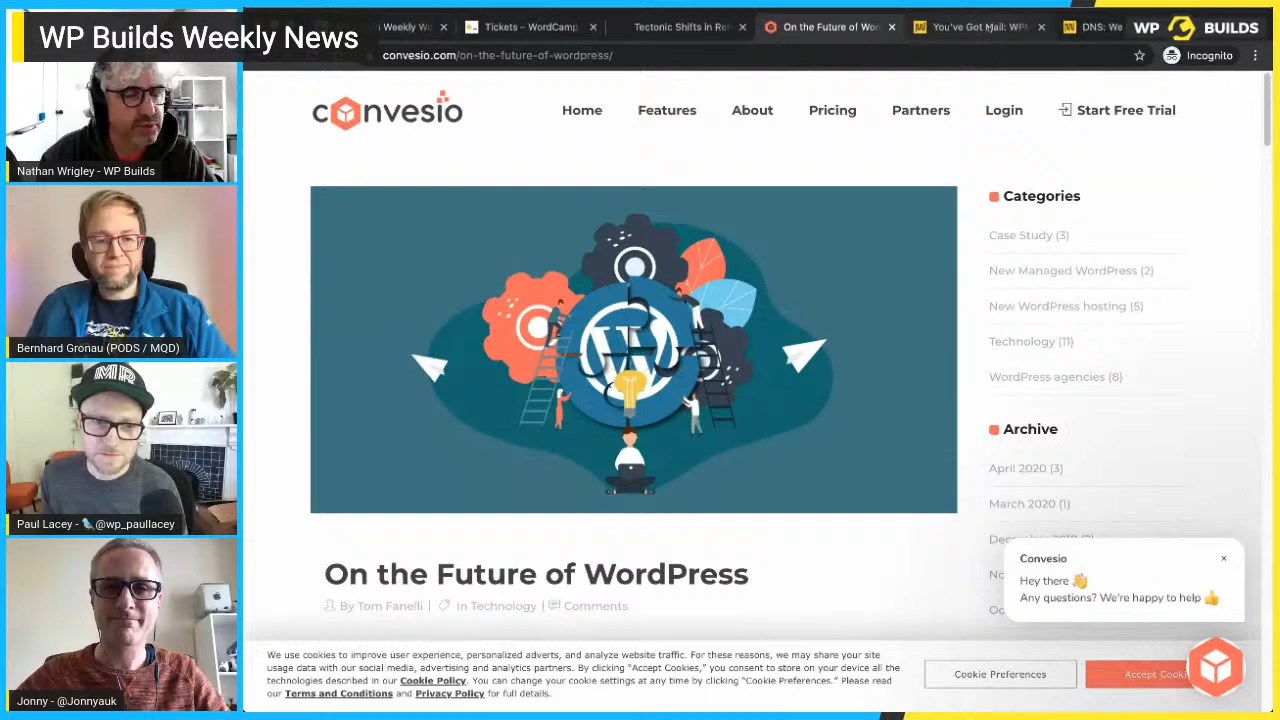 WP Builds Weekly News
Weekly We
Tickets – WordCamp
Tectonic Shifts in Re
On the Future of Wor
You've Got Mail: WP
DNS: We
WP BUILDS
convesio.com/on-the-future-of-wordpress/
Incognito
convesio
Home
Features
About
Pricing
Partners
Login
Start Free Trial
Nathan Wrigley - WP Builds
Bernhard Gronau (PODS / MQD)
MR
Paul Lacey - 🐦@wp_paullacey
Jonny - @Jonnyauk
Categories
Case Study (3)
New Managed WordPress (2)
New WordPress hosting (5)
Technology (11)
WordPress agencies (8)
Archive
April 2020 (3)
March 2020 (1)
On the Future of WordPress
By Tom Fanelli | In Technology | Comments
Convesio
Hey there 👋
Any questions? We're happy to help 👍
We use cookies to improve user experience, personalized adverts, and analyze website traffic. For these reasons, we may share your site
usage data with our social media, advertising and analytics partners. By clicking "Accept Cookies," you consent to store on your device all the
technologies described in our Cookie Policy. You can change your cookie settings at any time by clicking "Cookie Preferences." Please read
our Terms and Conditions and Privacy Policy for full details.
Cookie Preferences
Accept Cooki